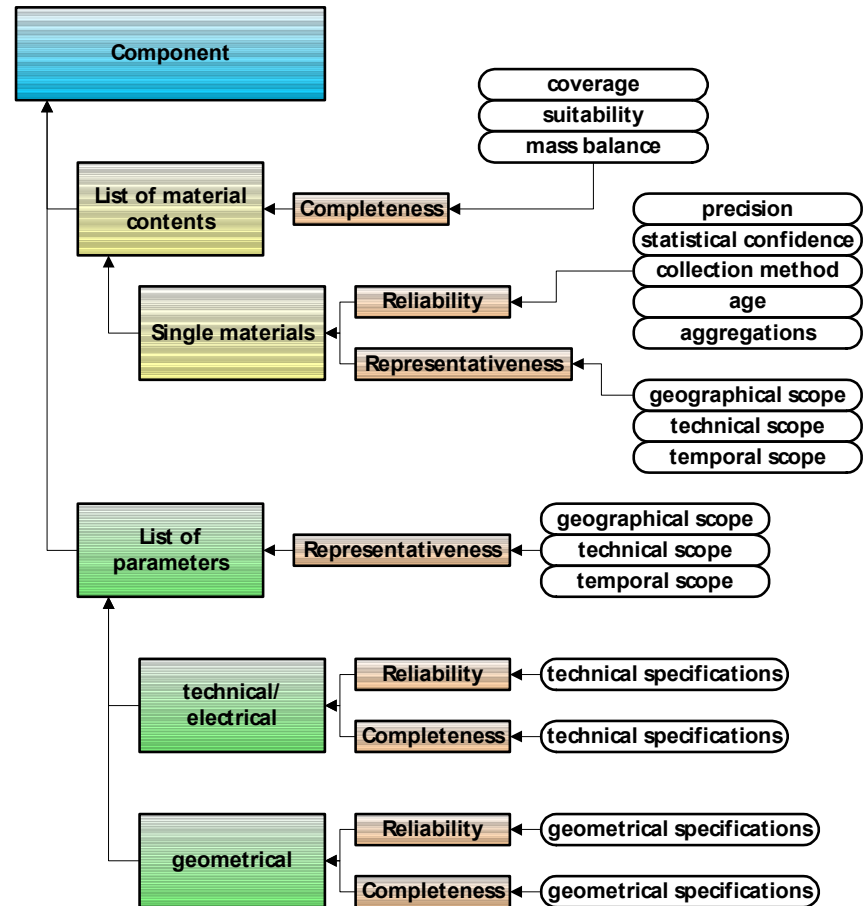 Component
coverage
suitability
mass balance
List of material
contents
Completeness
precision
statistical confidence
collection method
age
aggregations
Single materials
Reliability
Representativeness
geographical scope
technical scope
temporal scope
List of
parameters
Representativeness
geographical scope
technical scope
temporal scope
technical/
electrical
Reliability
technical specifications
Completeness
technical specifications
geometrical
Reliability
geometrical specifications
Completeness
geometrical specifications